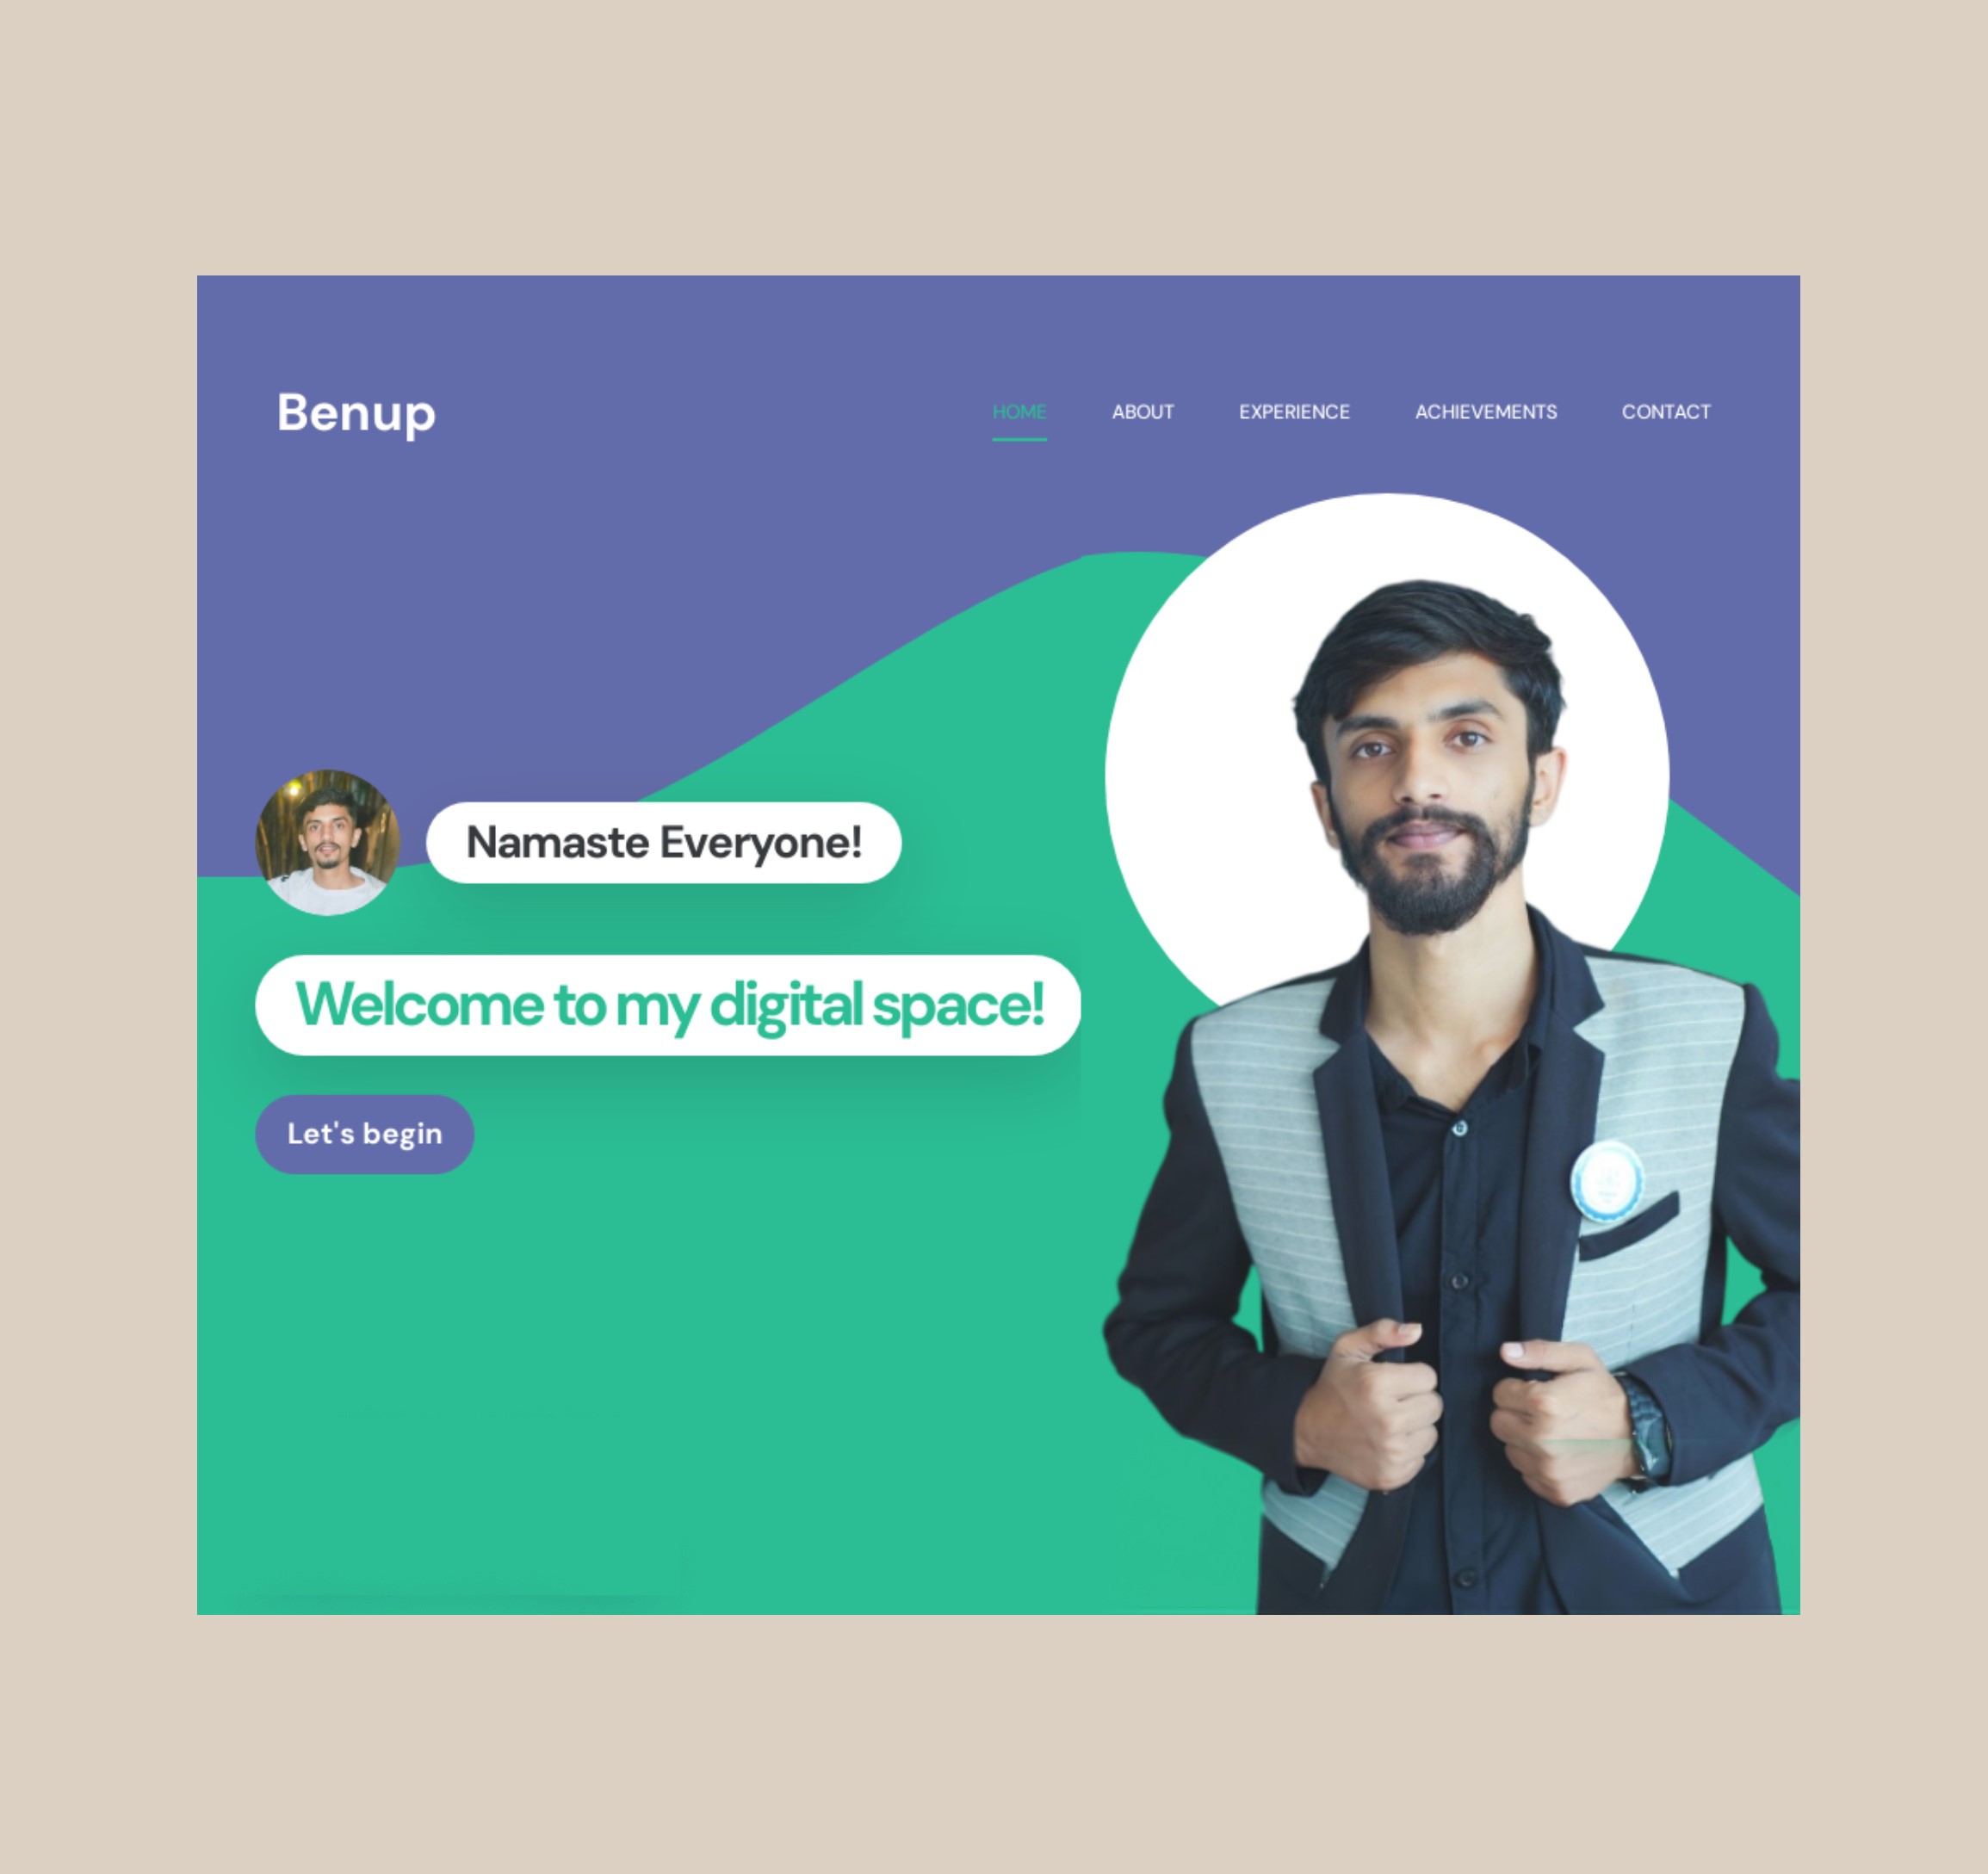 Benup
HOME ABOUT EXPERIENCE ACHIEVEMENTS CONTACT
Namaste Everyone!
Welcome to my digital space!
Let's begin